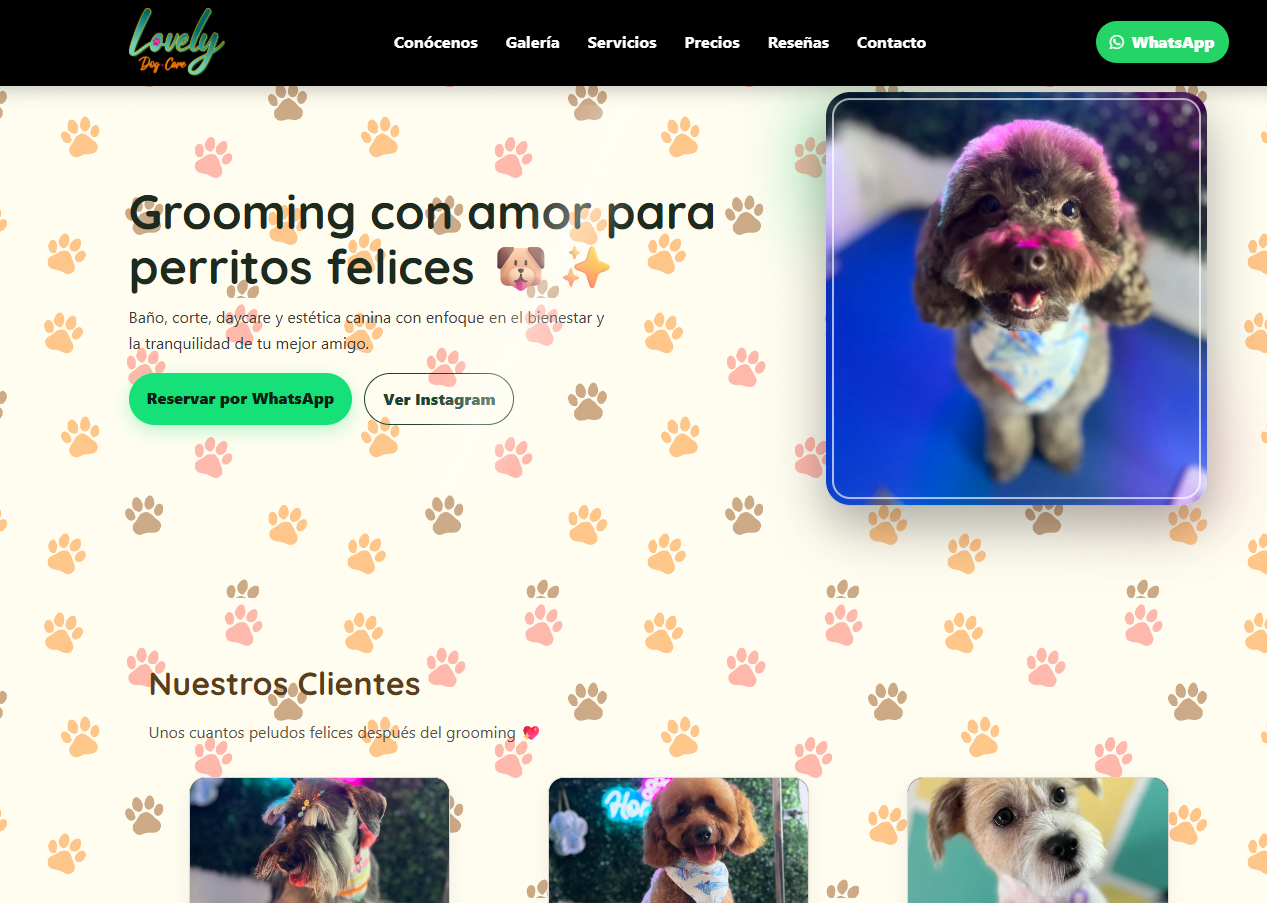 Lovely
Dog-Care
Conócenos Galería Servicios Precios Reseñas Contacto
WhatsApp
Grooming con amor para
perritos felices 🐶 ✨
Baño, corte, daycare y estética canina con enfoque en el bienestar y
la tranquilidad de tu mejor amigo.
Reservar por WhatsApp
Ver Instagram
Nuestros Clientes
Unos cuantos peludos felices después del grooming 💖